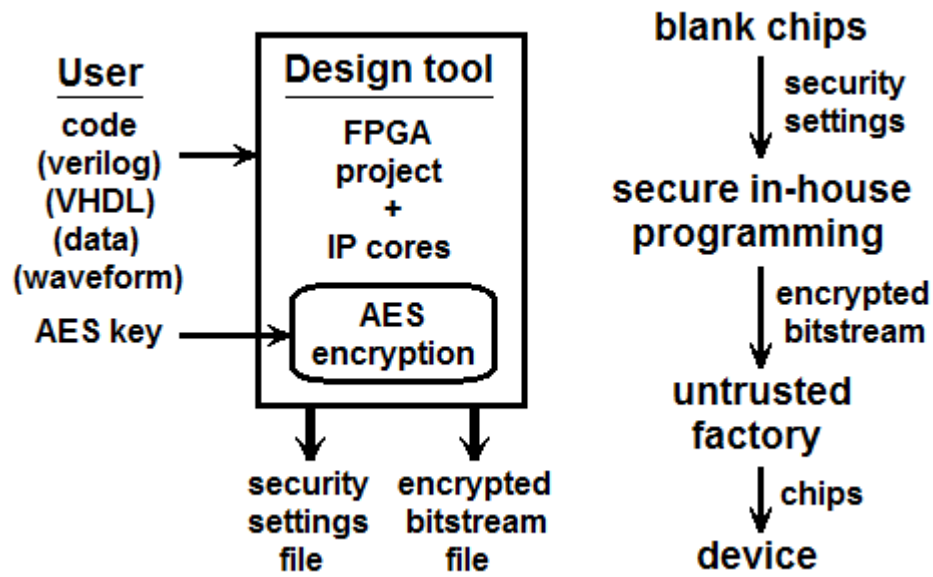 User
code
(verilog)
(VHDL)
(data)
(waveform)
AES key
Design tool
FPGA
project
+
IP cores
AES
encryption
security
settings
file
encrypted
bitstream
file
blank chips
security
settings
secure in-house
programming
encrypted
bitstream
untrusted
factory
chips
device